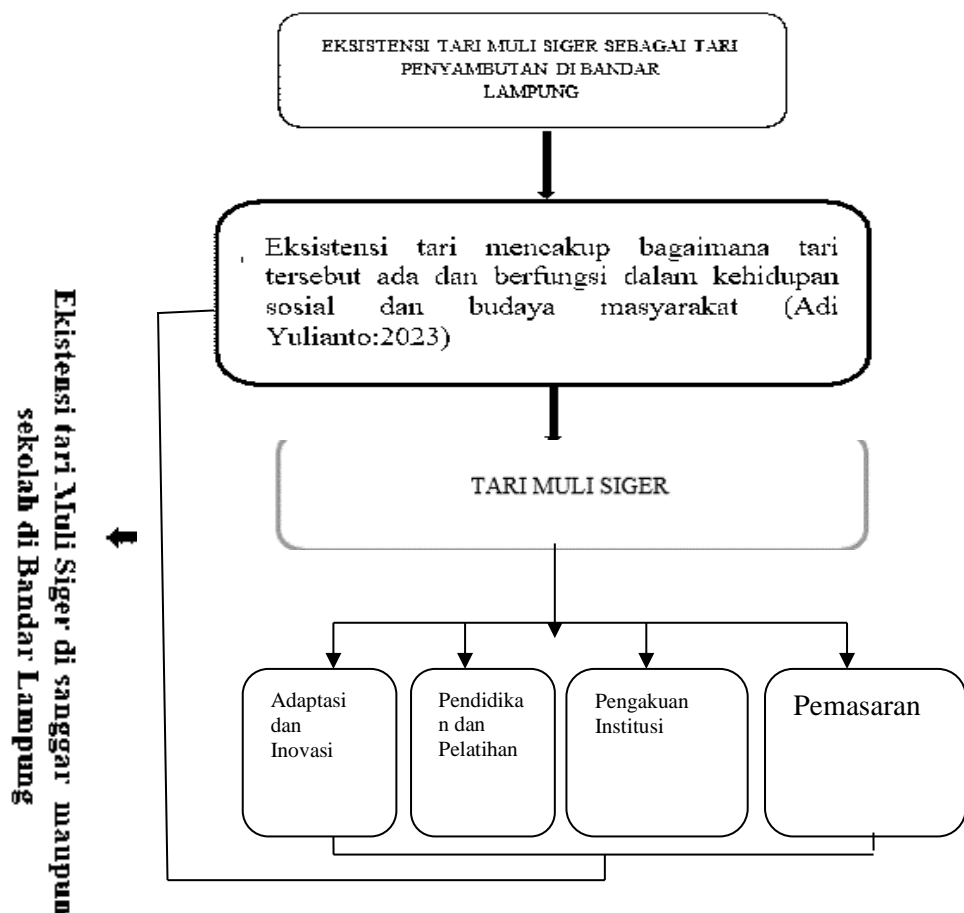 EKSISTENSI TARI MULI SIGER SEBAGAI TARI
PENYAMBUTAN DI BANDAR
LAMPUNG
Eksistensi tari mencakup bagaimana tari
tersebut ada dan berfungsi dalam kehidupan
sosial dan budaya masyarakat (Adi
Yulianto:2023)
TARI MULI SIGER
Adaptasi
dan
Inovasi
Pendidika
n dan
Pelatihan
Pengakuan
Institusi
Pemasaran
Ekistensi tari Muli Siger di sanggar maupun
sekolah di Bandar Lampung